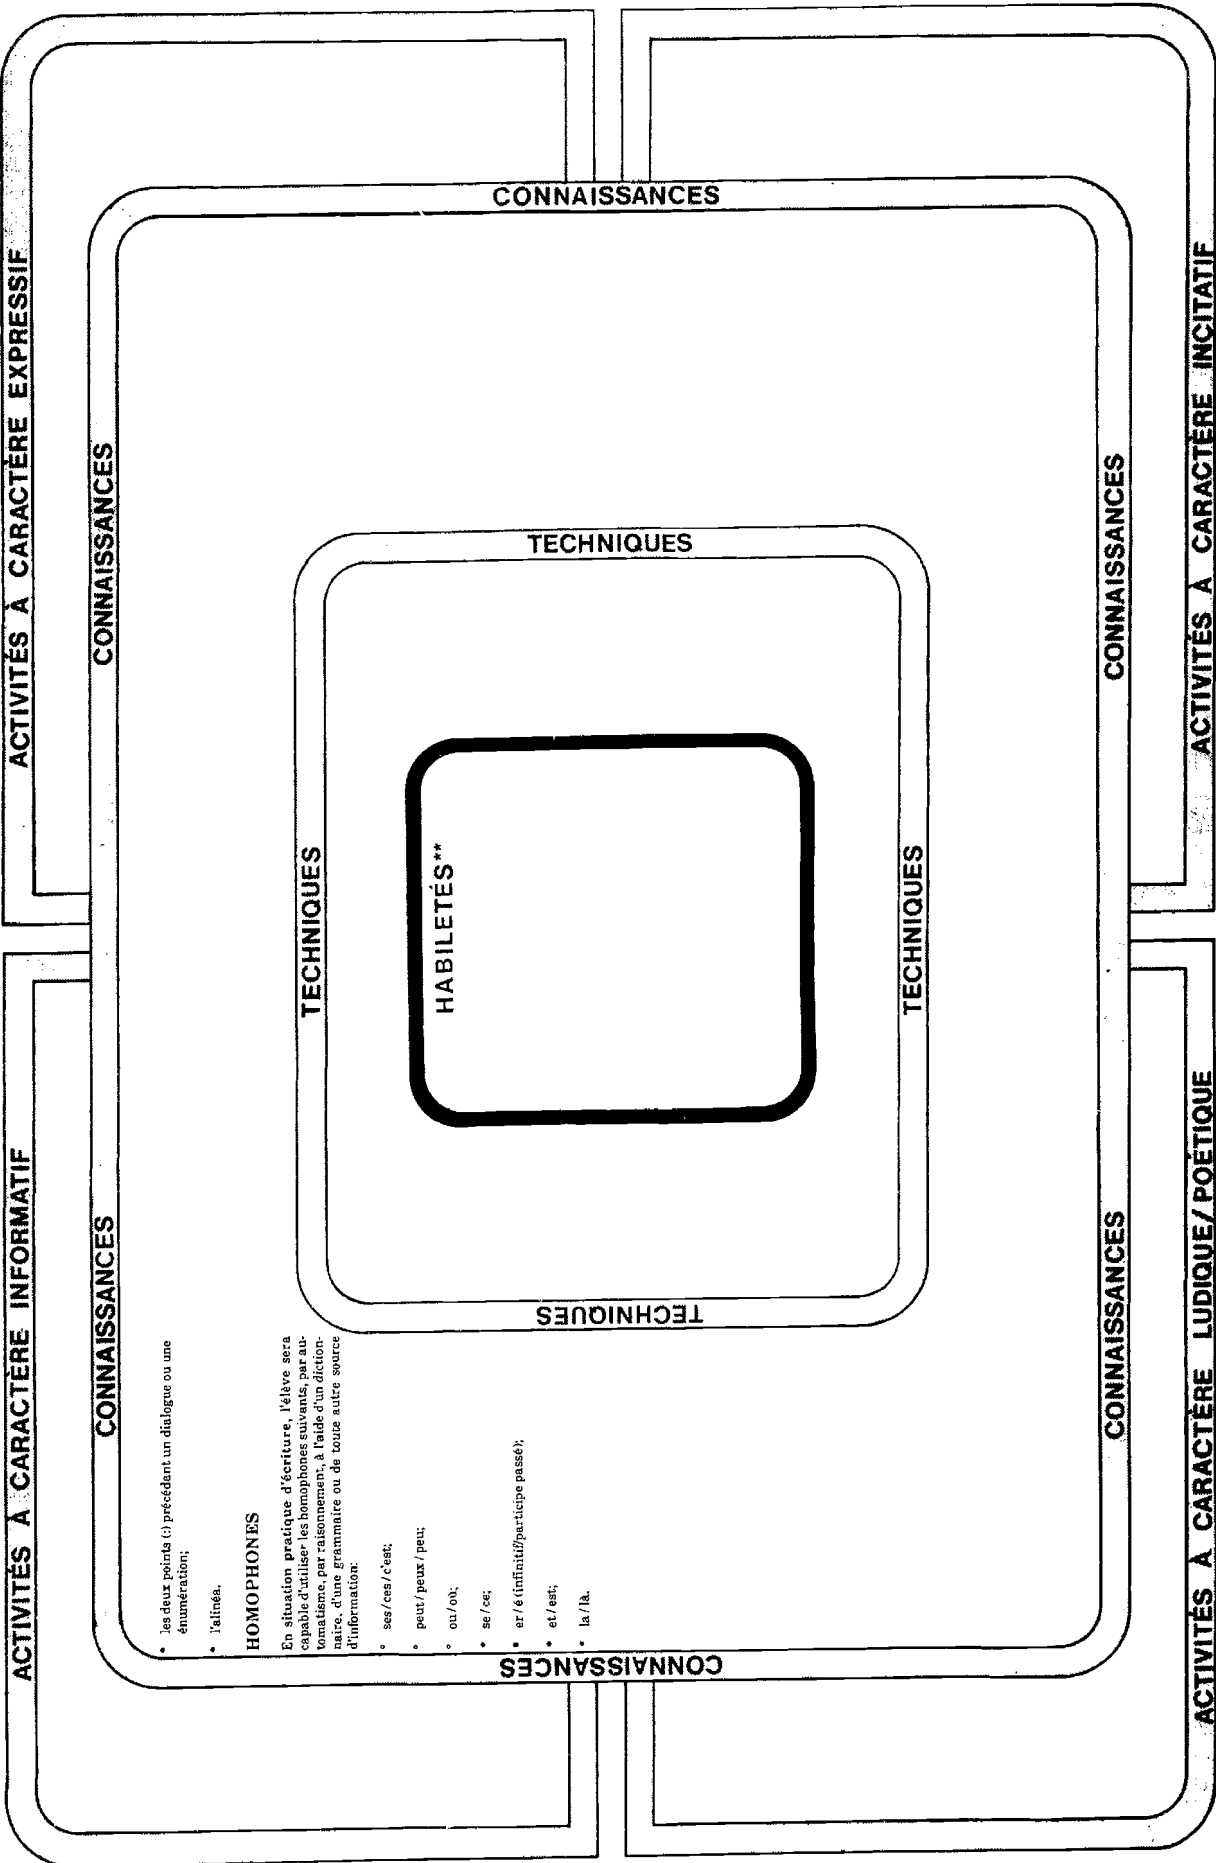 ACTIVITÉS À CARACTÈRE INFORMATIF
ACTIVITÉS À CARACTÈRE EXPRESSIF
CONNAISSANCES
CONNAISSANCES
• les deux points (:) précédant un dialogue ou une
énumération;
• l'alinéa.
HOMOPHONES
En situation pratique d'écriture, l'élève sera
capable d'utiliser les homophones suivants, par au-
tomatisme, par raisonnement, à l'aide d'un diction-
naire, d'une grammaire ou de toute autre source
d'information:
° ses/ces/c'est;
° peut/peux/peu;
° ou/où;
• se/ce;
• er/é (infinitif/participe passé);
• et/est;
• la/là.
CONNAISSANCES
CONNAISSANCES
TECHNIQUES
TECHNIQUES
TECHNIQUES
HABILETÉS**
TECHNIQUES
CONNAISSANCES
CONNAISSANCES
ACTIVITÉS À CARACTÈRE LUDIQUE/POÉTIQUE
ACTIVITÉS À CARACTÈRE INCITATIF